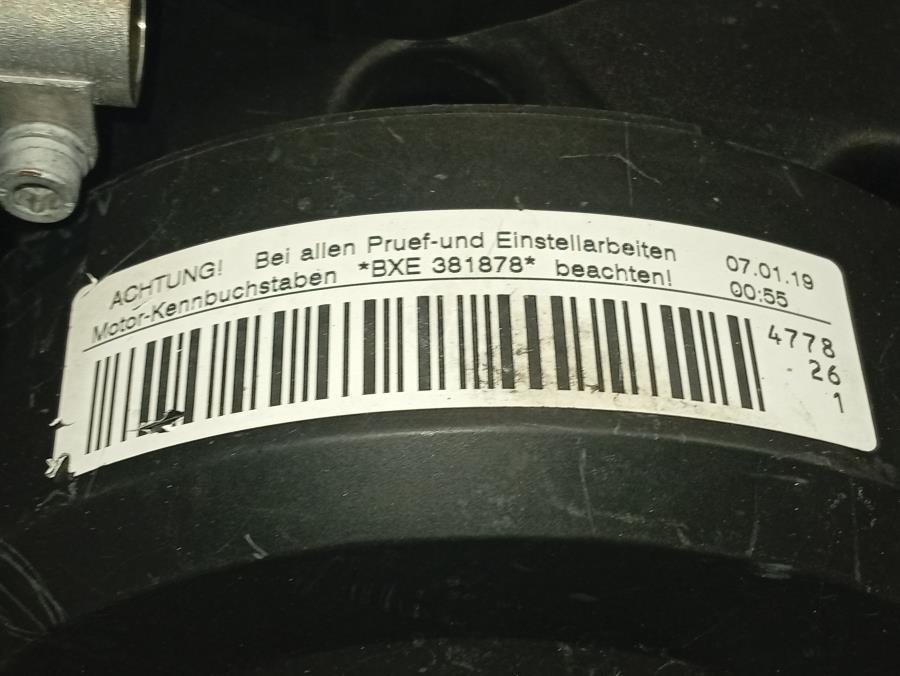 ACHTUNG! Bei allen Pruef-und Einstellarbeiten
Motor-Kennbuchstaben *BXE 381878* beachten!
07.01.19
00:55
4778
26
1